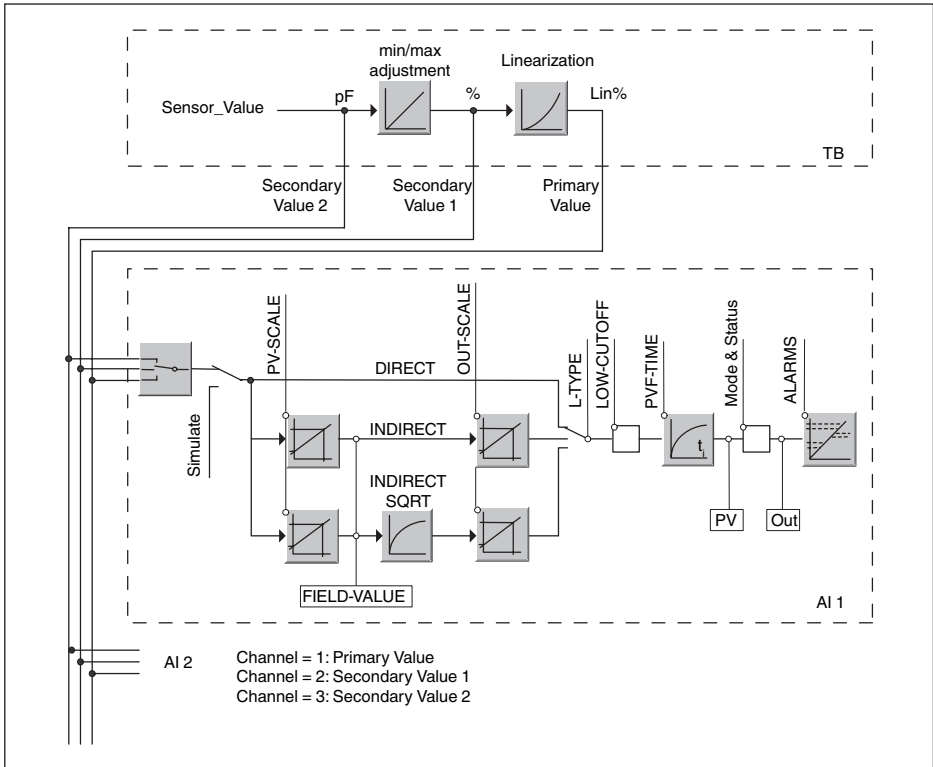 min/max
adjustment
Linearization
Sensor_Value
pF
%
Lin%
TB
Secondary
Value 2
Secondary
Value 1
Primary
Value
PV-SCALE
OUT-SCALE
L-TYPE
LOW-CUTOFF
PVF-TIME
Mode & Status
ALARMS
DIRECT
Simulate
INDIRECT
INDIRECT
SQRT
ti
PV
Out
FIELD-VALUE
AI 1
AI 2
Channel = 1: Primary Value
Channel = 2: Secondary Value 1
Channel = 3: Secondary Value 2